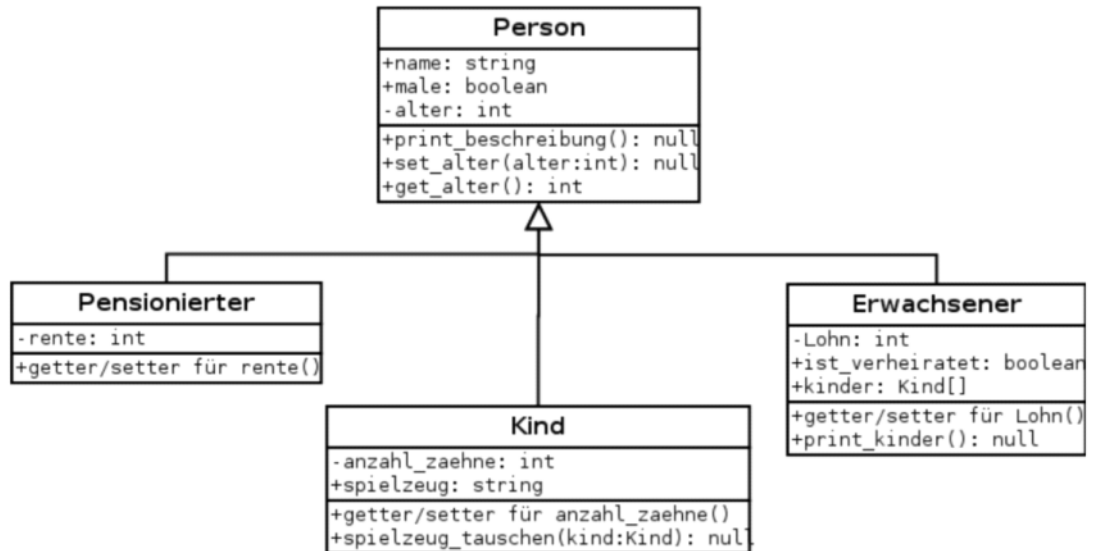 Person
+name: string
+male: boolean
-alter: int
+print_beschreibung(): null
+set_alter(alter:int): null
+get_alter(): int
Pensionierter
-rente: int
+getter/setter für rente()
Kind
-anzahl_zaehne: int
+spielzeug: string
+getter/setter für anzahl_zaehne()
+spielzeug_tauschen(kind:Kind): null
Erwachsener
-Lohn: int
+ist_verheiratet: boolean
+kinder: Kind[]
+getter/setter für Lohn()
+print_kinder(): null